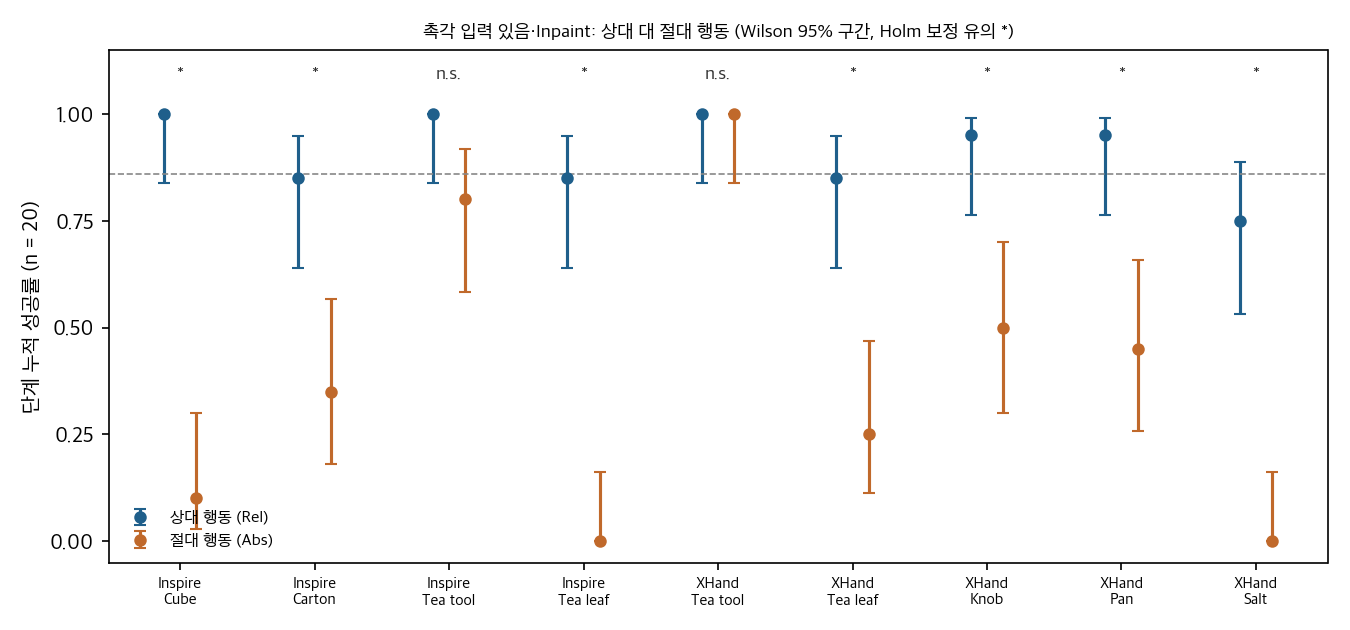 촉각 입력 있음·Inpaint: 상대 대 절대 행동 (Wilson 95% 구간, Holm 보정 유의 *)
* * n.s. * n.s. * * * *
단계 누적 성공률 (n = 20)
1.00
0.75
0.50
0.25
0.00
상대 행동 (Rel)
절대 행동 (Abs)
Inspire Cube
Inspire Carton
Inspire Tea tool
Inspire Tea leaf
XHand Tea tool
XHand Tea leaf
XHand Knob
XHand Pan
XHand Salt